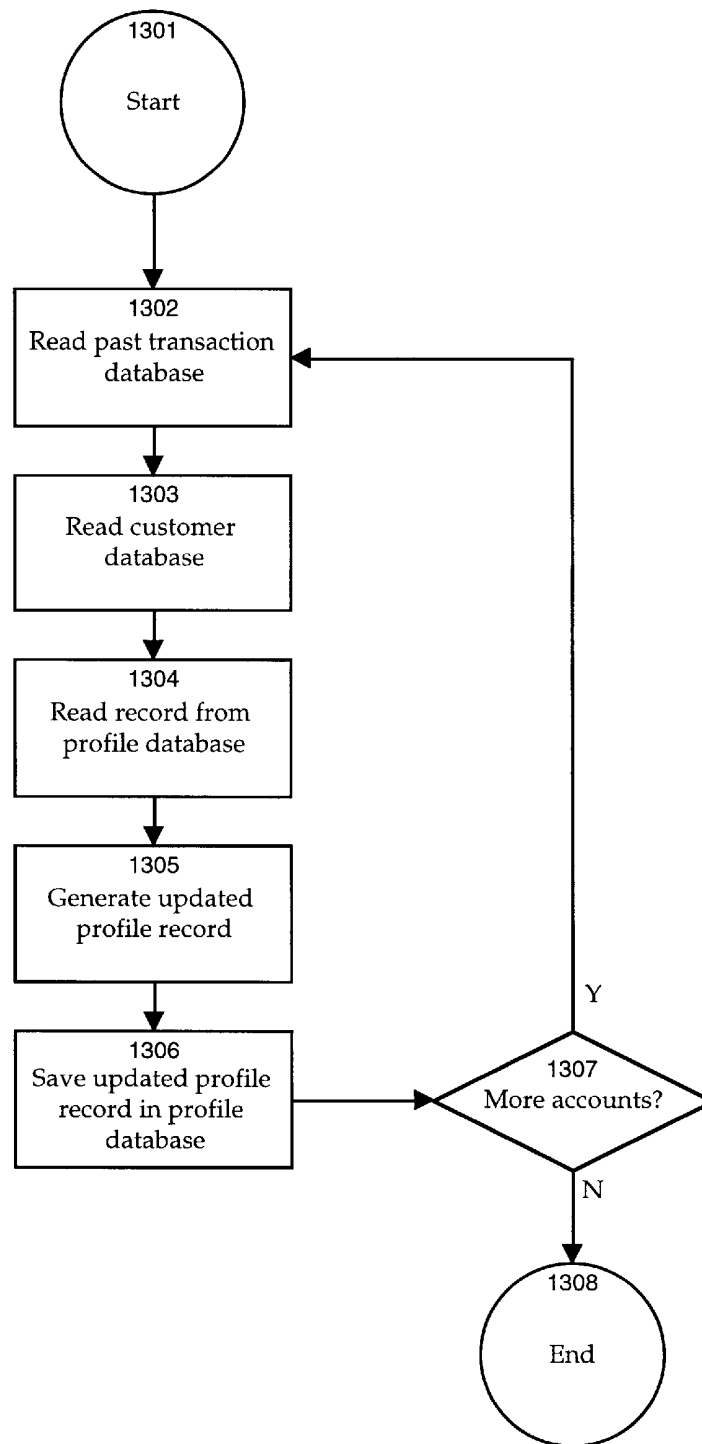 1301
Start
1302
Read past transaction
database
1303
Read customer
database
1304
Read record from
profile database
1305
Generate updated
profile record
1306
Save updated profile
record in profile
database
Y
1307
More accounts?
N
1308
End